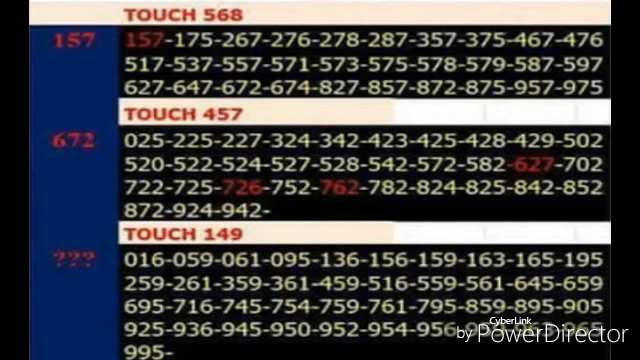 TOUCH 568
157 157-175-267-276-278-287-357-375-467-476
517-537-557-571-573-575-578-579-587-597
627-647-672-674-827-857-872-875-957-975
TOUCH 457
672 025-225-227-324-342-423-425-428-429-502
520-522-524-527-528-542-572-582-627-702
722-725-726-752-762-782-824-825-842-852
872-924-942-
TOUCH 149
??? 016-059-061-095-136-156-159-163-165-195
259-261-359-361-459-516-559-561-645-659
695-716-745-754-759-761-795-859-895-905
925-936-945-950-952-954-956
995-
CyberLink
by PowerDirector